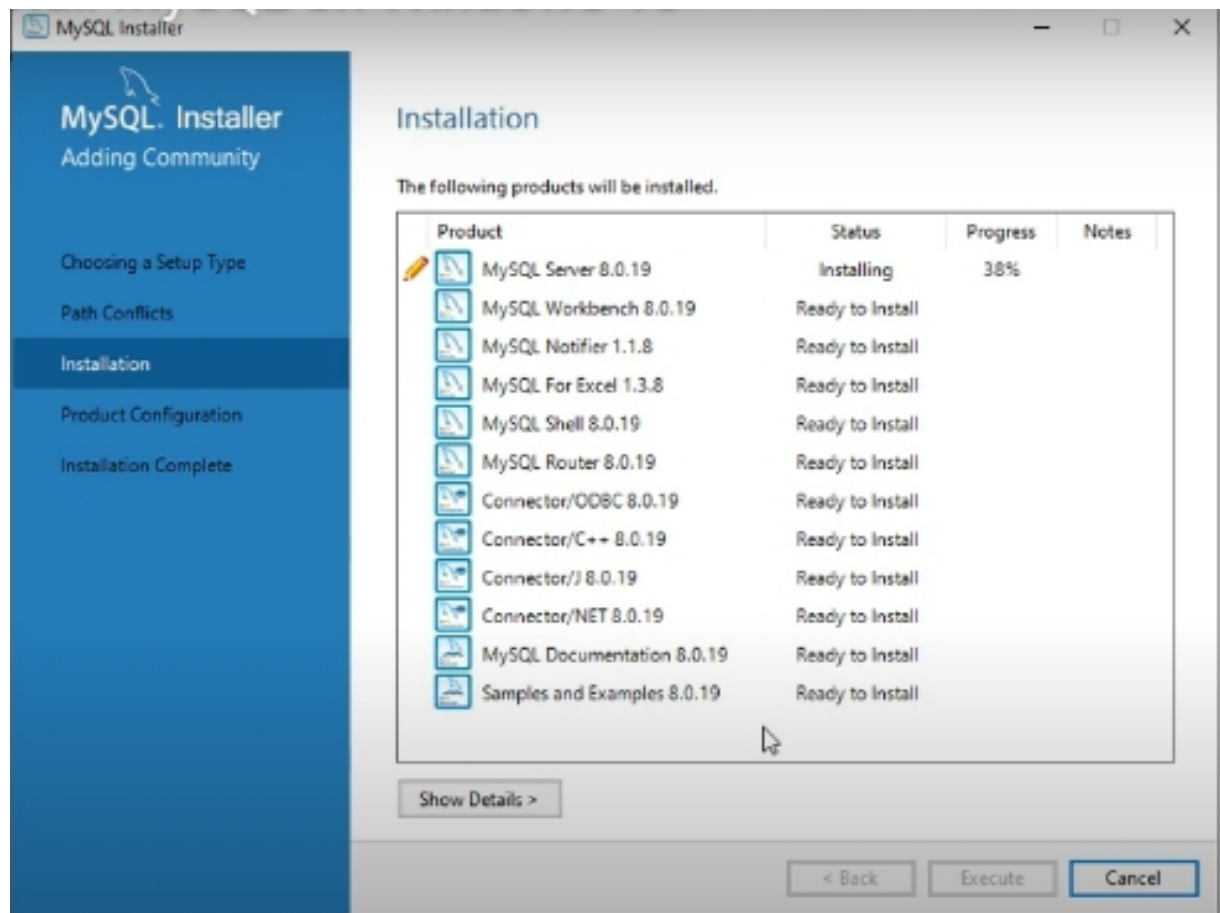 MySQL Installer
MySQL. Installer
Adding Community
Choosing a Setup Type
Path Conflicts
Installation
Product Configuration
Installation Complete
Installation
The following products will be installed.
Product Status Progress Notes
MySQL Server 8.0.19 Installing 38%
MySQL Workbench 8.0.19 Ready to Install
MySQL Notifier 1.1.8 Ready to Install
MySQL For Excel 1.3.8 Ready to Install
MySQL Shell 8.0.19 Ready to Install
MySQL Router 8.0.19 Ready to Install
Connector/ODBC 8.0.19 Ready to Install
Connector/C++ 8.0.19 Ready to Install
Connector/J 8.0.19 Ready to Install
Connector/NET 8.0.19 Ready to Install
MySQL Documentation 8.0.19 Ready to Install
Samples and Examples 8.0.19 Ready to Install
Show Details >
< Back Execute Cancel